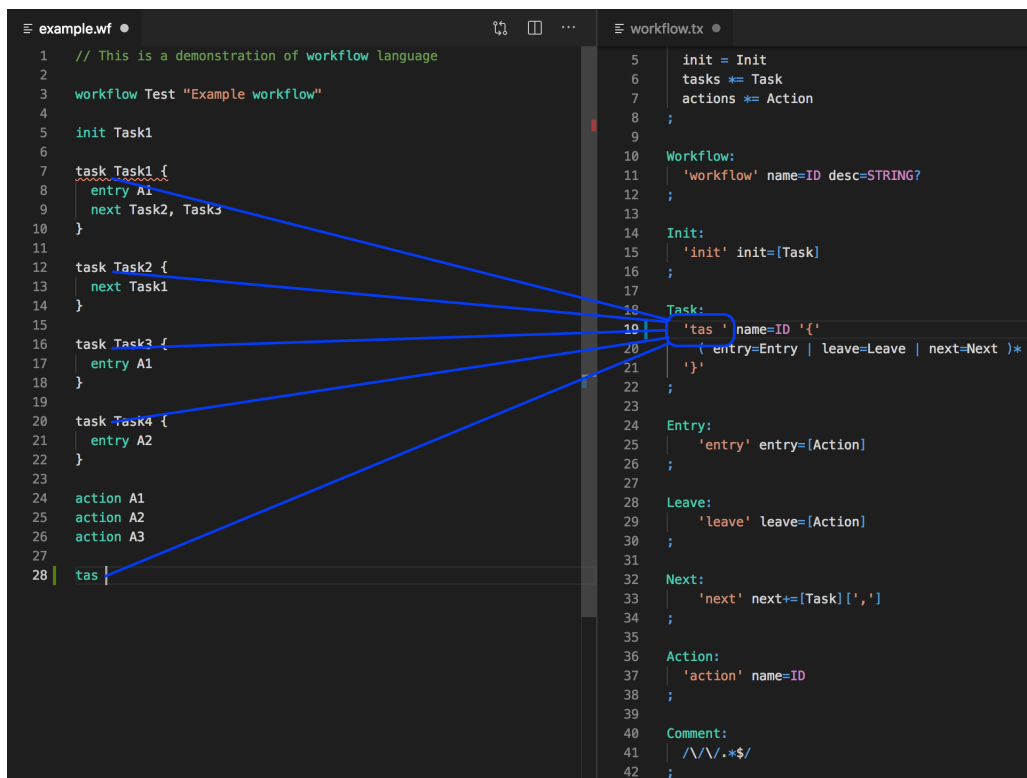 example.wf
1 // This is a demonstration of workflow language
2
3 workflow Test "Example workflow"
4
5 init Task1
6
7 task Task1 {
8 entry A1
9 next Task2, Task3
10 }
11
12 task Task2 {
13 next Task1
14 }
15
16 task Task3 {
17 entry A1
18 }
19
20 task Task4 {
21 entry A2
22 }
23
24 action A1
25 action A2
26 action A3
27
28 tas
workflow.tx
5 init = Init
6 tasks *= Task
7 actions *= Action
8 ;
9
10 Workflow:
11 'workflow' name=ID desc=STRING?
12 ;
13
14 Init:
15 'init' init=[Task]
16 ;
17
18 Task:
19 'tas ' name=ID '{'
20 ( entry=Entry | leave=Leave | next=Next )*
21 '}'
22 ;
23
24 Entry:
25 'entry' entry=[Action]
26 ;
27
28 Leave:
29 'leave' leave=[Action]
30 ;
31
32 Next:
33 'next' next+=[Task][',']
34 ;
35
36 Action:
37 'action' name=ID
38 ;
39
40 Comment:
41 /\/\/.*$/
42 ;